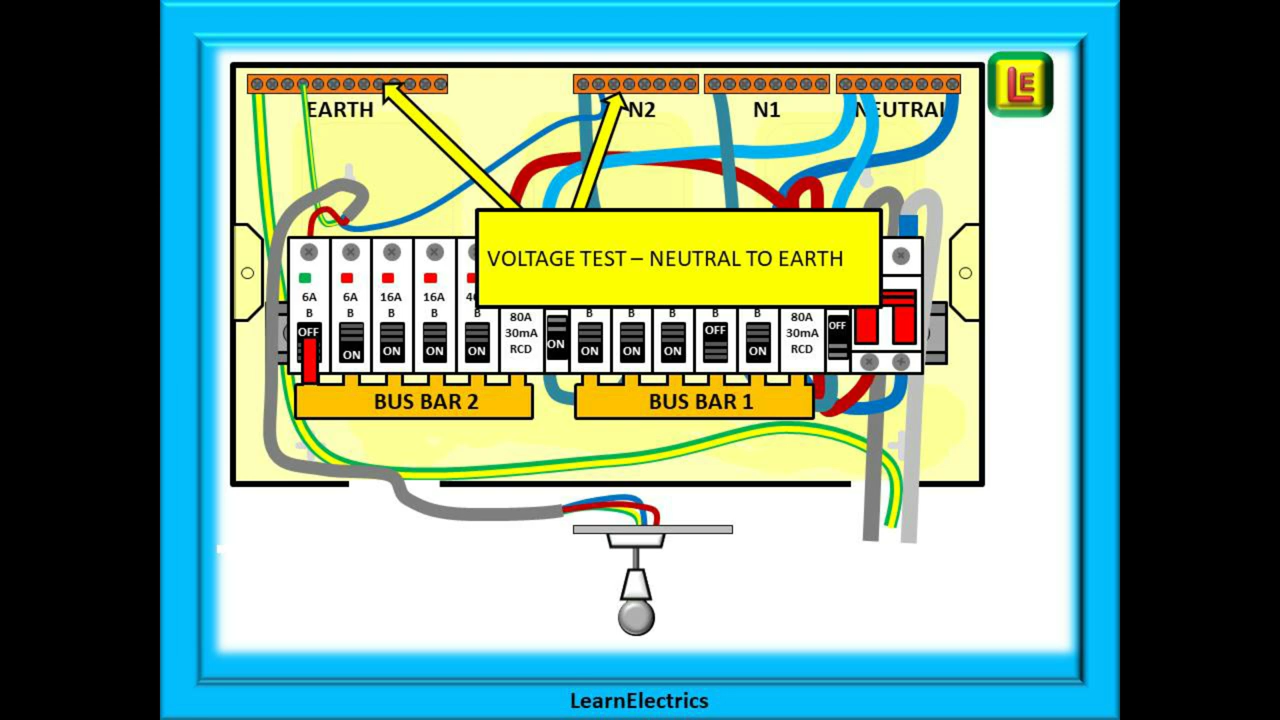 LE
EARTH
N2
N1
NEUTRAL
VOLTAGE TEST – NEUTRAL TO EARTH
6A
B
OFF
6A
B
ON
16A
B
ON
16A
B
ON
B
ON
80A
30mA
RCD
ON
B
ON
B
ON
B
ON
B
OFF
B
ON
80A
30mA
RCD
OFF
BUS BAR 2
BUS BAR 1
LearnElectrics